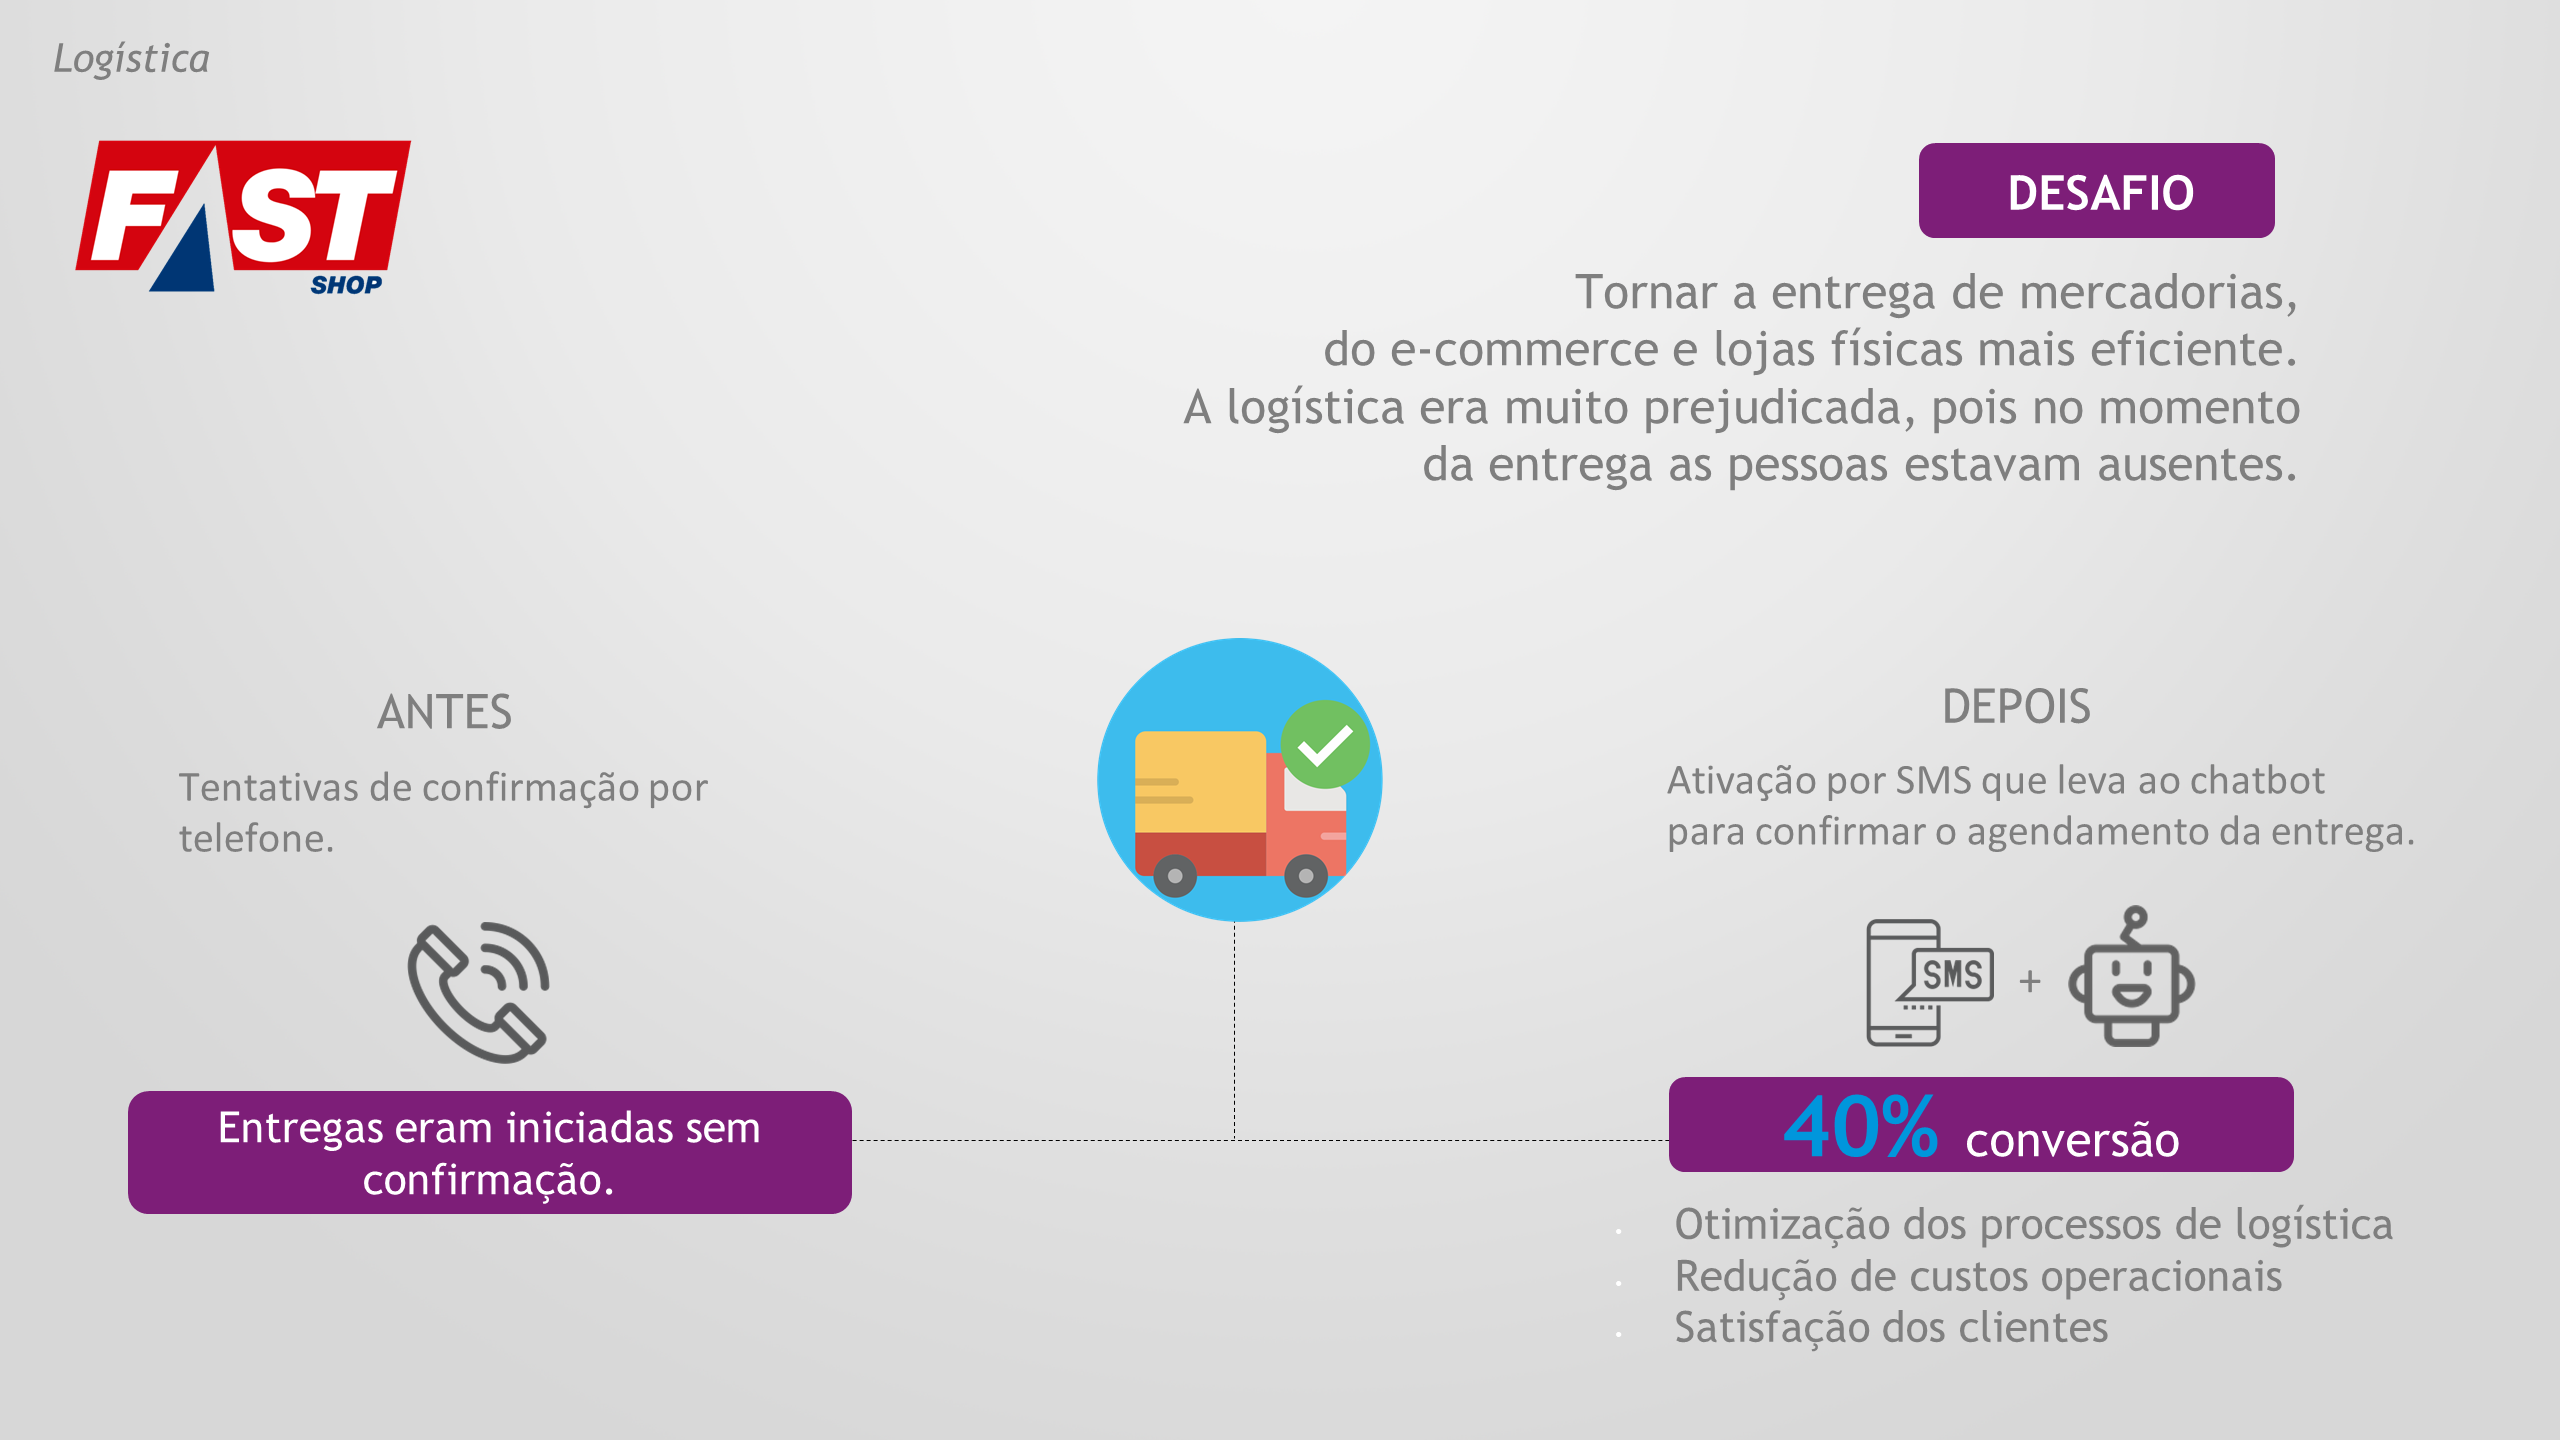 Logística
FAST
SHOP
DESAFIO
Tornar a entrega de mercadorias,
do e-commerce e lojas físicas mais eficiente.
A logística era muito prejudicada, pois no momento
da entrega as pessoas estavam ausentes.
ANTES
Tentativas de confirmação por
telefone.
Entregas eram iniciadas sem
confirmação.
DEPOIS
Ativação por SMS que leva ao chatbot
para confirmar o agendamento da entrega.
SMS +
40% conversão
Otimização dos processos de logística
Redução de custos operacionais
Satisfação dos clientes